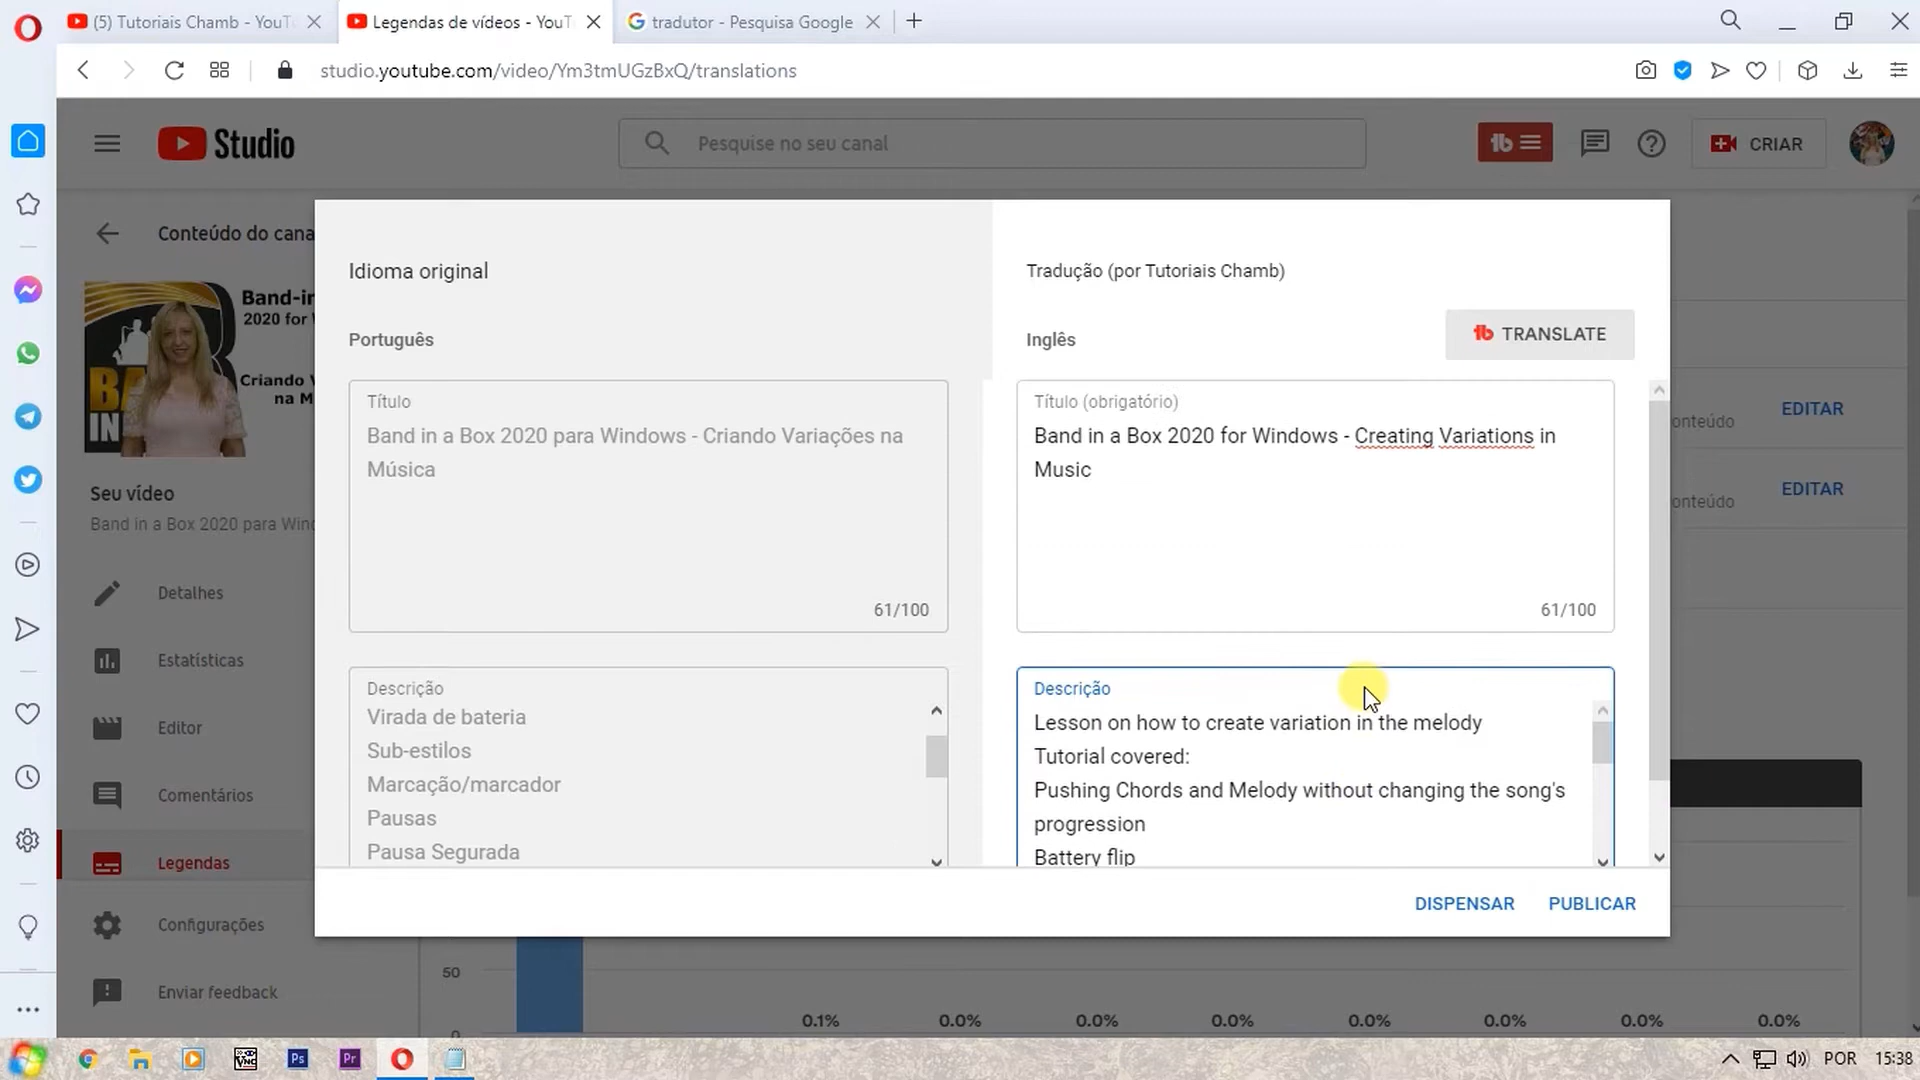 (5) Tutoriais Chamb - YouTu
Legendas de vídeos - YouT
tradutor - Pesquisa Google
studio.youtube.com/video/Ym3tmUGzBxQ/translations
Studio
Pesquise no seu canal
CRIAR
Conteúdo do cana
Band-in
2020 for W
Criando V
na M
BA
IN
Seu vídeo
Band in a Box 2020 para Wind
Detalhes
Estatísticas
Editor
Comentários
Legendas
Configurações
Enviar feedback
Idioma original
Português
Título
Band in a Box 2020 para Windows - Criando Variações na
Música
61/100
Descrição
Virada de bateria
Sub-estilos
Marcação/marcador
Pausas
Pausa Segurada
Tradução (por Tutoriais Chamb)
Inglês
TRANSLATE
Título (obrigatório)
Band in a Box 2020 for Windows - Creating Variations in
Music
61/100
Descrição
Lesson on how to create variation in the melody
Tutorial covered:
Pushing Chords and Melody without changing the song's
progression
Battery flip
DISPENSAR
PUBLICAR
onteúdo
EDITAR
onteúdo
EDITAR
50
0
0.1%
0.0%
0.0%
0.0%
0.0%
0.0%
0.0%
0.0%
Ps
Pr
POR
15:38